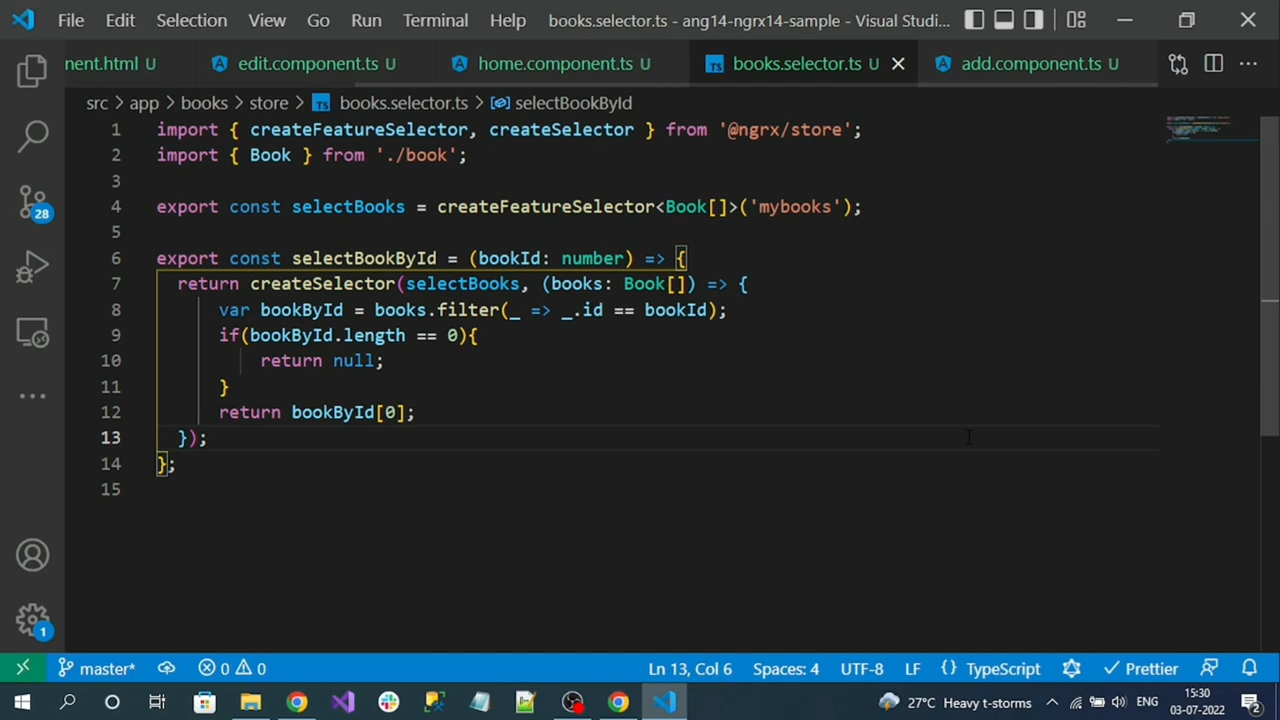 File Edit Selection View Go Run Terminal Help books.selector.ts - ang14-ngrx14-sample - Visual Studi...
nent.html U edit.component.ts U home.component.ts U TS books.selector.ts U add.component.ts U
src > app > books > store > TS books.selector.ts > selectBookById
1 import { createFeatureSelector, createSelector } from '@ngrx/store';
2 import { Book } from './book';
3
4 export const selectBooks = createFeatureSelector<Book[]>('mybooks');
5
6 export const selectBookById = (bookId: number) => {
7 return createSelector(selectBooks, (books: Book[]) => {
8 var bookById = books.filter(_ => _.id == bookId);
9 if(bookById.length == 0){
10 return null;
11 }
12 return bookById[0];
13 });
14 };
15
28
1
master* 0 0 Ln 13, Col 6 Spaces: 4 UTF-8 LF {} TypeScript Prettier
27°C Heavy t-storms ENG 15:30
03-07-2022 2